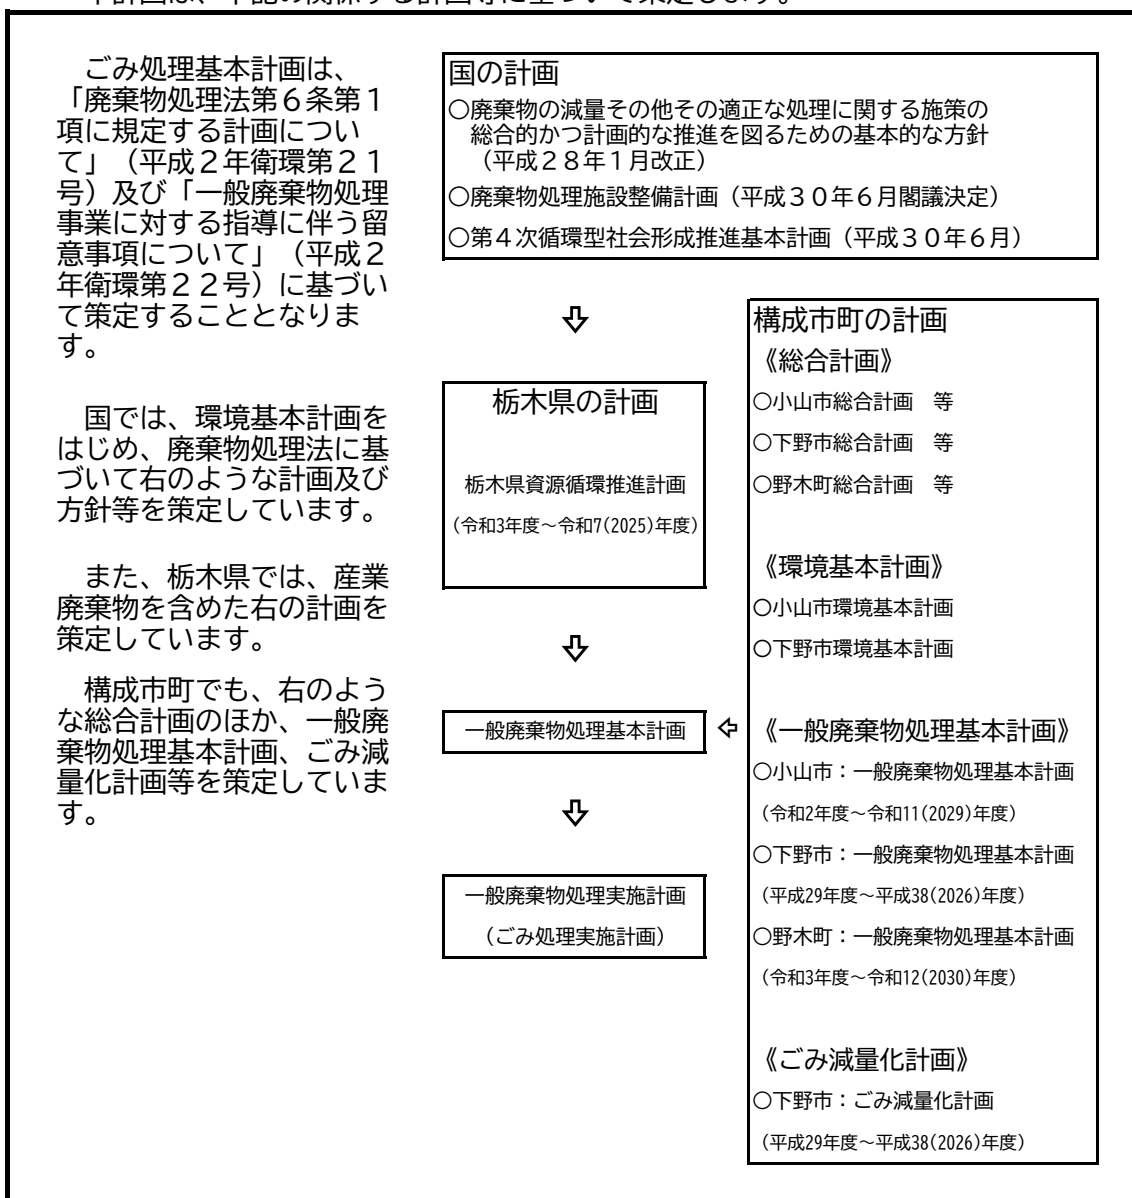 ごみ処理基本計画は、
「廃棄物処理法第６条第１
項に規定する計画につい
て」（平成２年衛環第２１
号）及び「一般廃棄物処理
事業に対する指導に伴う留
意事項について」（平成２
年衛環第２２号）に基づい
て策定することとなりま
す。
国では、環境基本計画を
はじめ、廃棄物処理法に基
づいて右のような計画及び
方針等を策定しています。
また、栃木県では、産業
廃棄物を含めた右の計画を
策定しています。
構成市町でも、右のよう
な総合計画のほか、一般廃
棄物処理基本計画、ごみ減
量化計画等を策定していま
す。
国の計画
○廃棄物の減量その他その適正な処理に関する施策の
総合的かつ計画的な推進を図るための基本的な方針
（平成２８年１月改正）
○廃棄物処理施設整備計画（平成３０年６月閣議決定）
○第４次循環型社会形成推進基本計画（平成３０年６月）
⇩
栃木県の計画
栃木県資源循環推進計画
（令和3年度～令和7(2025)年度）
⇩
一般廃棄物処理基本計画
⇦
⇩
一般廃棄物処理実施計画
（ごみ処理実施計画）
構成市町の計画
《総合計画》
○小山市総合計画　等
○下野市総合計画　等
○野木町総合計画　等
《環境基本計画》
○小山市環境基本計画
○下野市環境基本計画
《一般廃棄物処理基本計画》
○小山市：一般廃棄物処理基本計画
（令和2年度～令和11(2029)年度）
○下野市：一般廃棄物処理基本計画
（平成29年度～平成38(2026)年度）
○野木町：一般廃棄物処理基本計画
（令和3年度～令和12(2030)年度）
《ごみ減量化計画》
○下野市：ごみ減量化計画
（平成29年度～平成38(2026)年度）